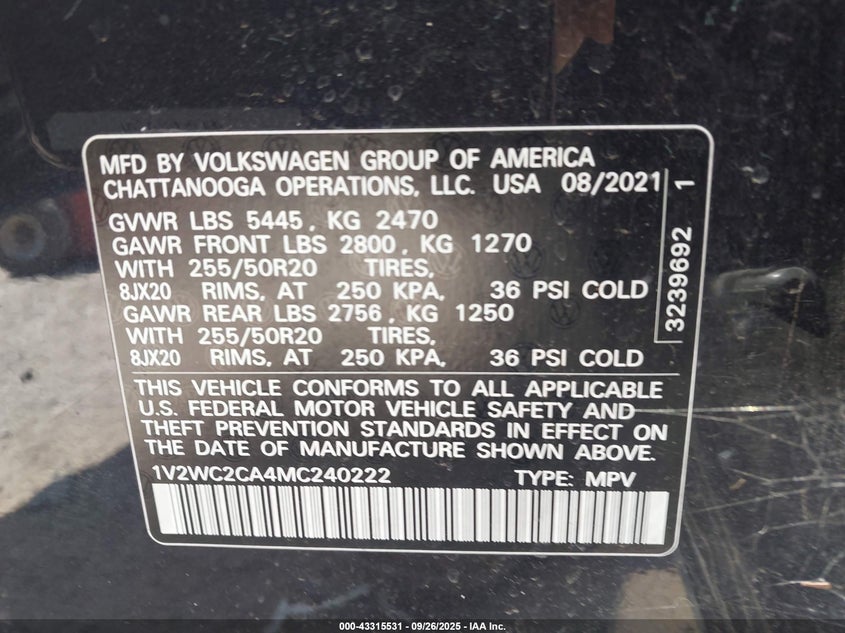 MFD BY VOLKSWAGEN GROUP OF AMERICA
CHATTANOOGA OPERATIONS, LLC. USA 08/2021 1
GVWR LBS 5445, KG 2470
GAWR FRONT LBS 2800, KG 1270
WITH 255/50R20 TIRES,
8JX20 RIMS, AT 250 KPA, 36 PSI COLD
GAWR REAR LBS 2756, KG 1250
WITH 255/50R20 TIRES,
8JX20 RIMS, AT 250 KPA, 36 PSI COLD
3239692
THIS VEHICLE CONFORMS TO ALL APPLICABLE
U.S. FEDERAL MOTOR VEHICLE SAFETY AND
THEFT PREVENTION STANDARDS IN EFFECT ON
THE DATE OF MANUFACTURE SHOWN ABOVE.
1V2WC2CA4MC240222 TYPE: MPV
000-43315531 - 09/26/2025 - IAA Inc.